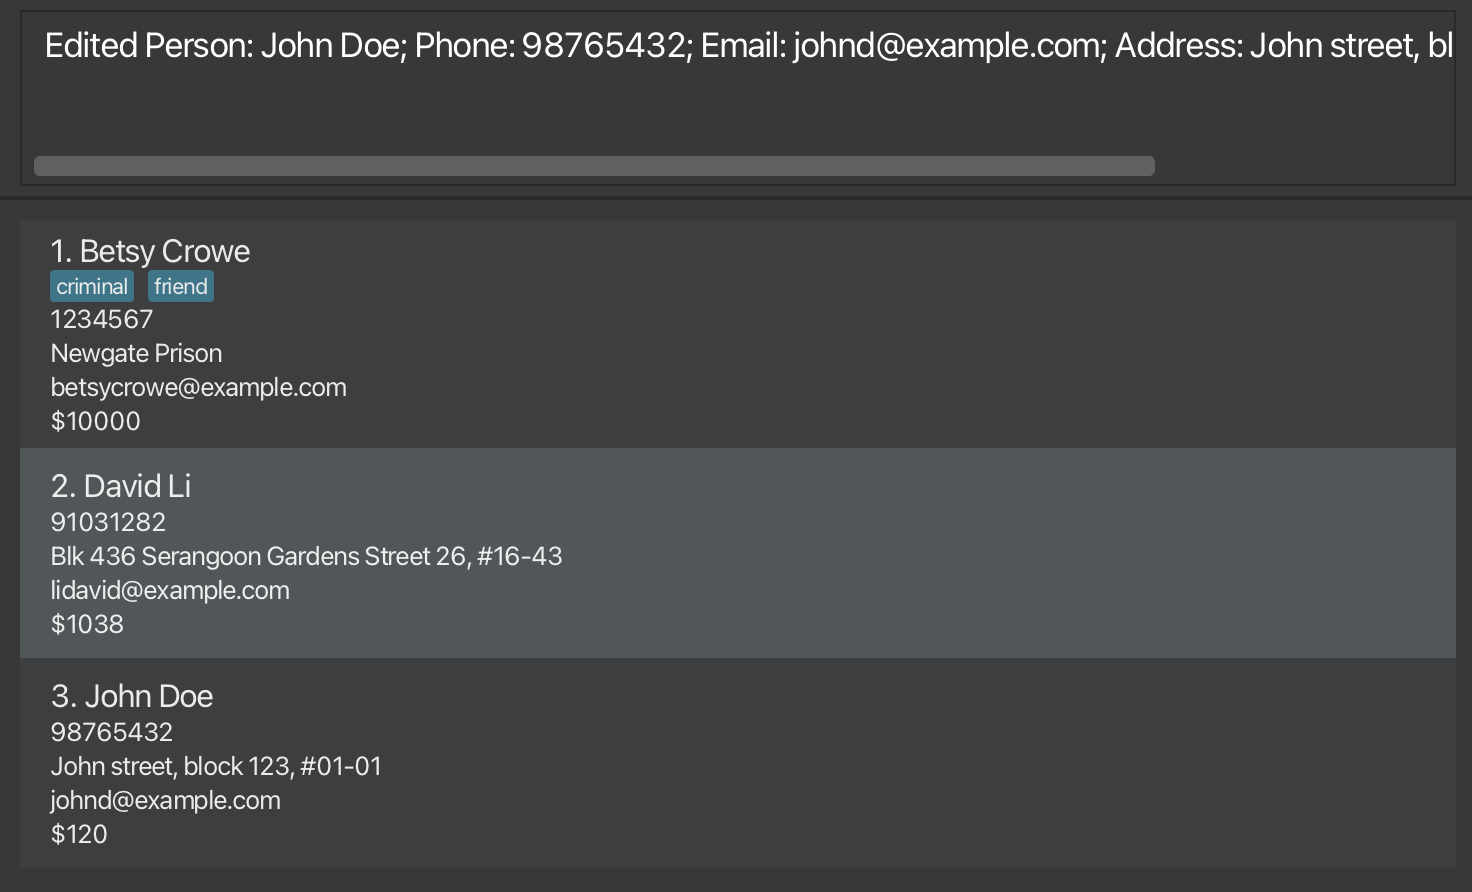 Edited Person: John Doe; Phone: 98765432; Email: johnd@example.com; Address: John street, bl
1. Betsy Crowe
criminal friend
1234567
Newgate Prison
betsycrowe@example.com
$10000
2. David Li
91031282
Blk 436 Serangoon Gardens Street 26, #16-43
lidavid@example.com
$1038
3. John Doe
98765432
John street, block 123, #01-01
johnd@example.com
$120